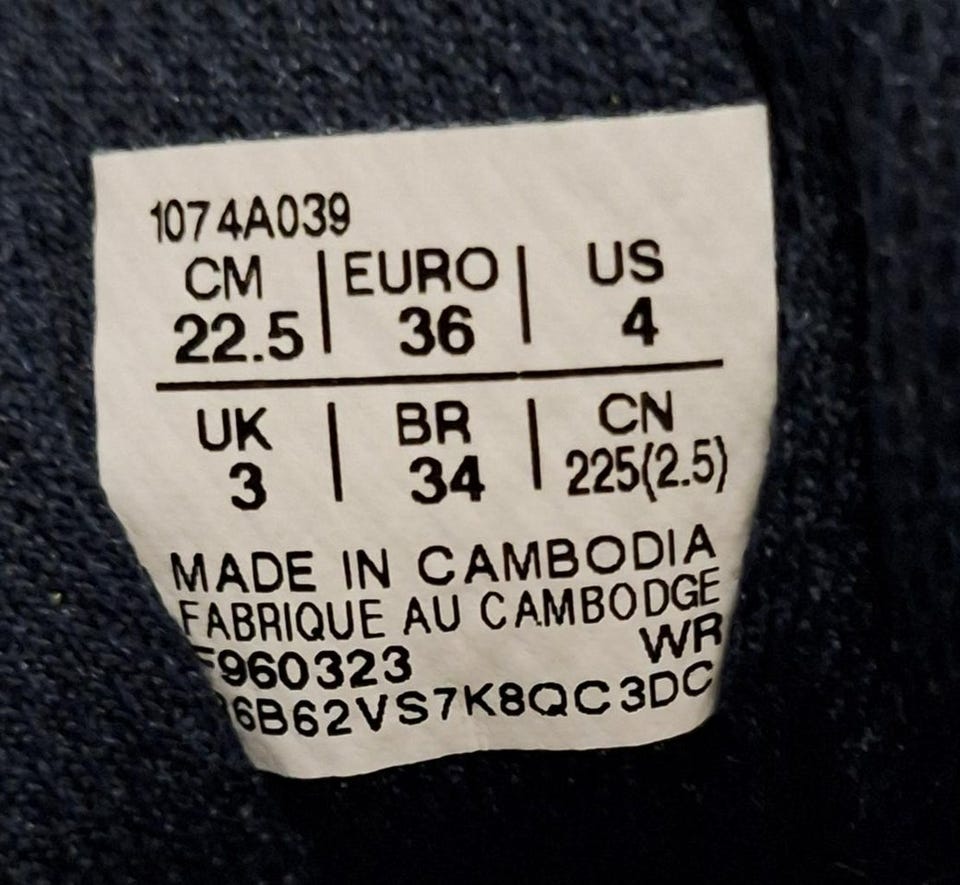 1074A039
CM | EURO | US
22.5 | 36 | 4
UK | BR | CN
3 | 34 | 225(2.5)
MADE IN CAMBODIA
FABRIQUE AU CAMBODGE
F960323 WR
6B62VS7K8QC3DC